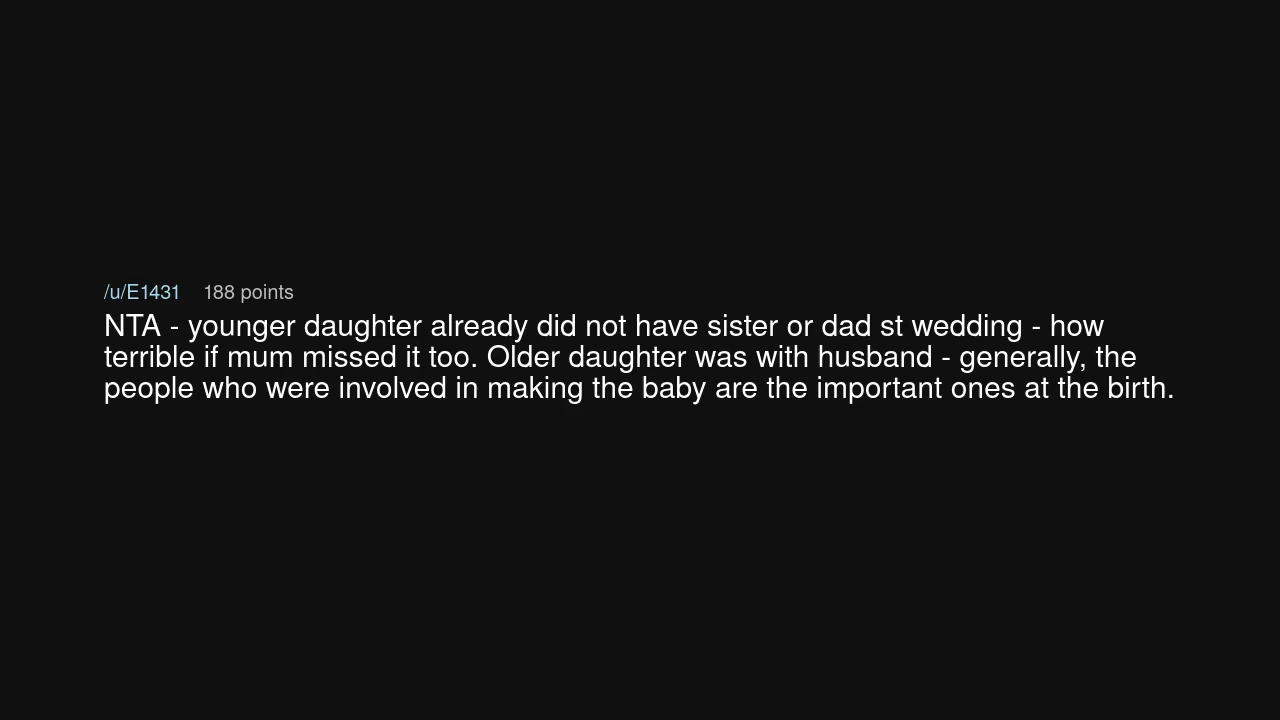 /u/E1431 188 points
NTA - younger daughter already did not have sister or dad st wedding - how
terrible if mum missed it too. Older daughter was with husband - generally, the
people who were involved in making the baby are the important ones at the birth.